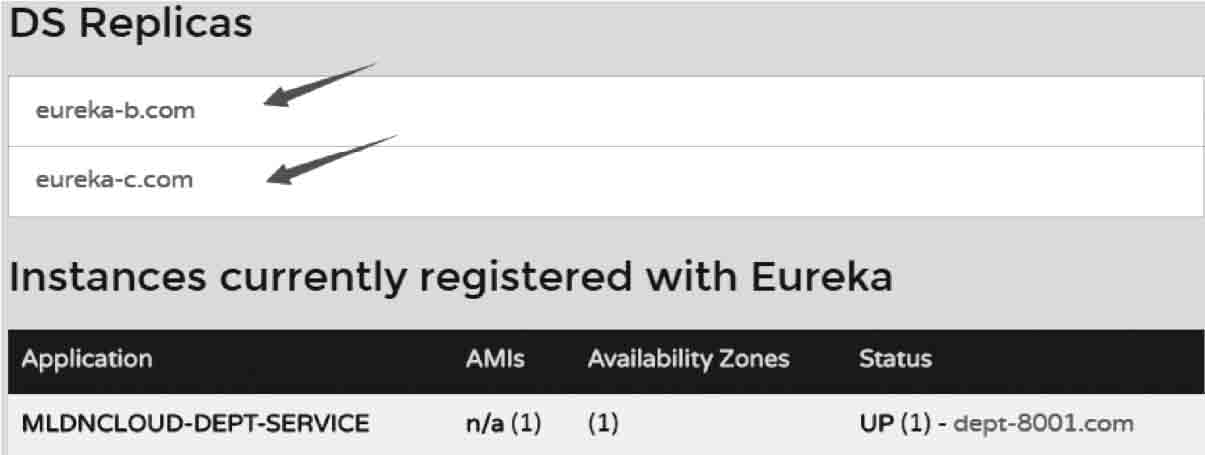 DS Replicas
eureka-b.com
eureka-c.com
Instances currently registered with Eureka
Application AMIs Availability Zones Status
MLDNCLOUD-DEPT-SERVICE n/a (1) (1) UP (1) - dept-8001.com